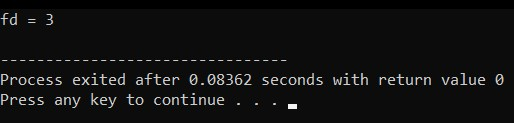 fd = 3
--------------------------------
Process exited after 0.08362 seconds with return value 0
Press any key to continue . . .